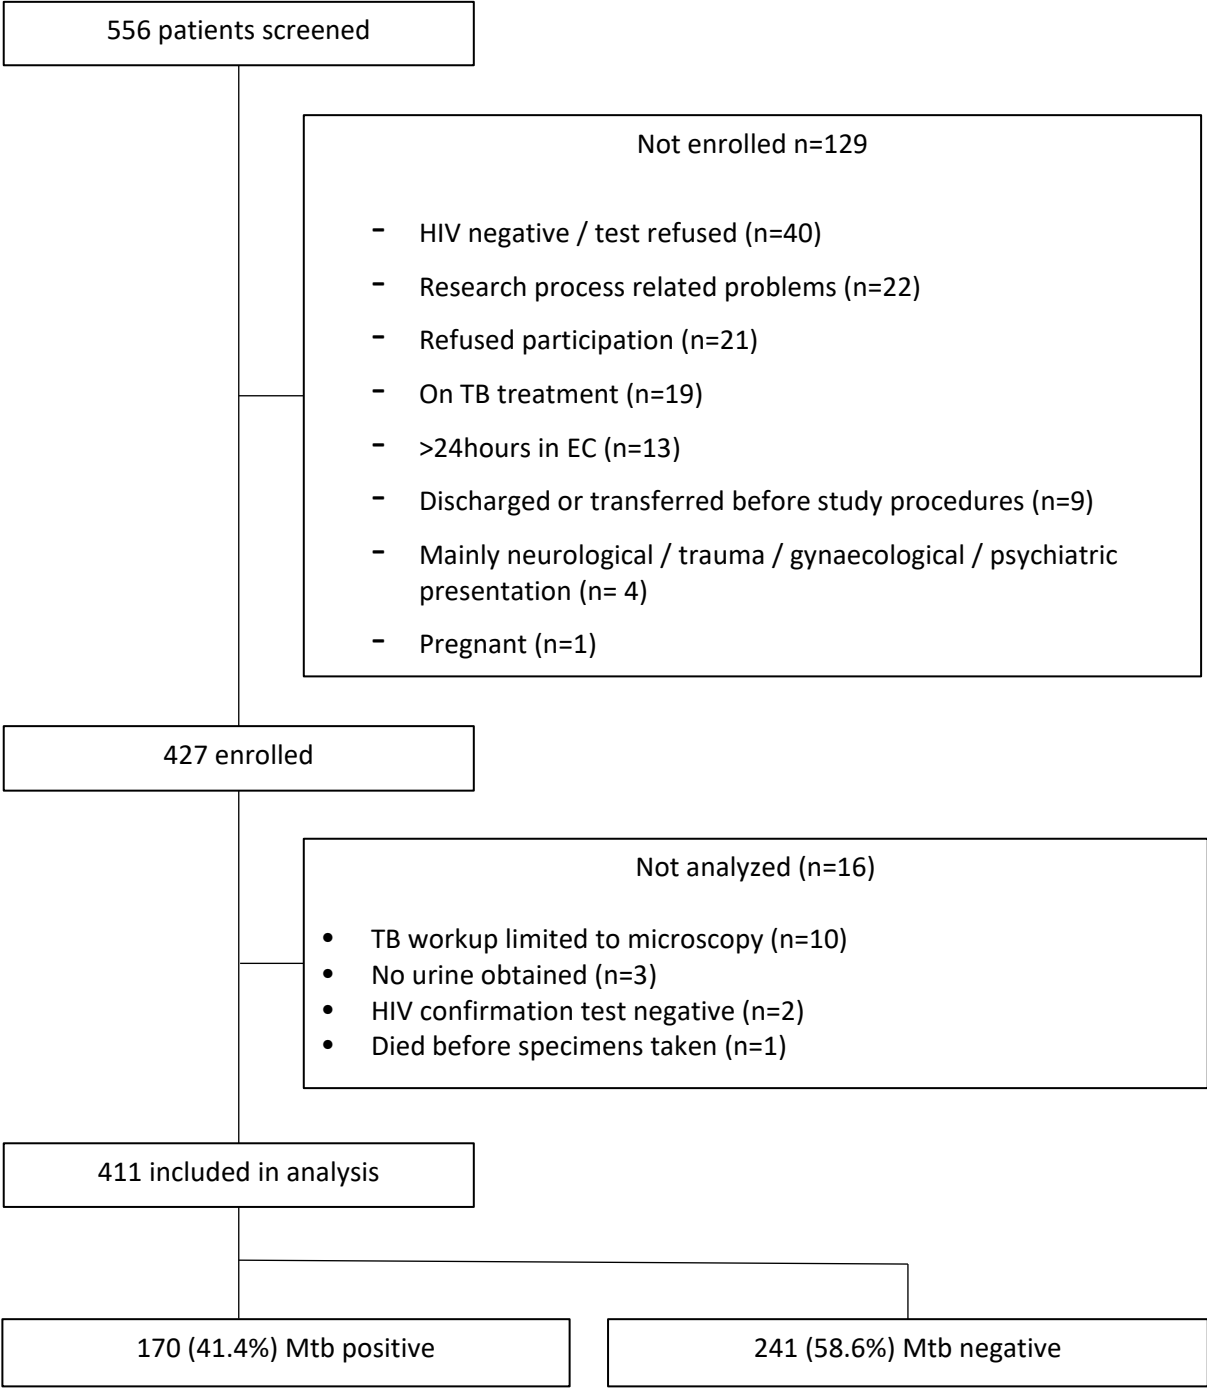 556 patients screened
Not enrolled n=129
- HIV negative / test refused (n=40)
- Research process related problems (n=22)
- Refused participation (n=21)
- On TB treatment (n=19)
- >24hours in EC (n=13)
- Discharged or transferred before study procedures (n=9)
- Mainly neurological / trauma / gynaecological / psychiatric
presentation (n= 4)
- Pregnant (n=1)
427 enrolled
Not analyzed (n=16)
• TB workup limited to microscopy (n=10)
• No urine obtained (n=3)
• HIV confirmation test negative (n=2)
• Died before specimens taken (n=1)
411 included in analysis
170 (41.4%) Mtb positive
241 (58.6%) Mtb negative